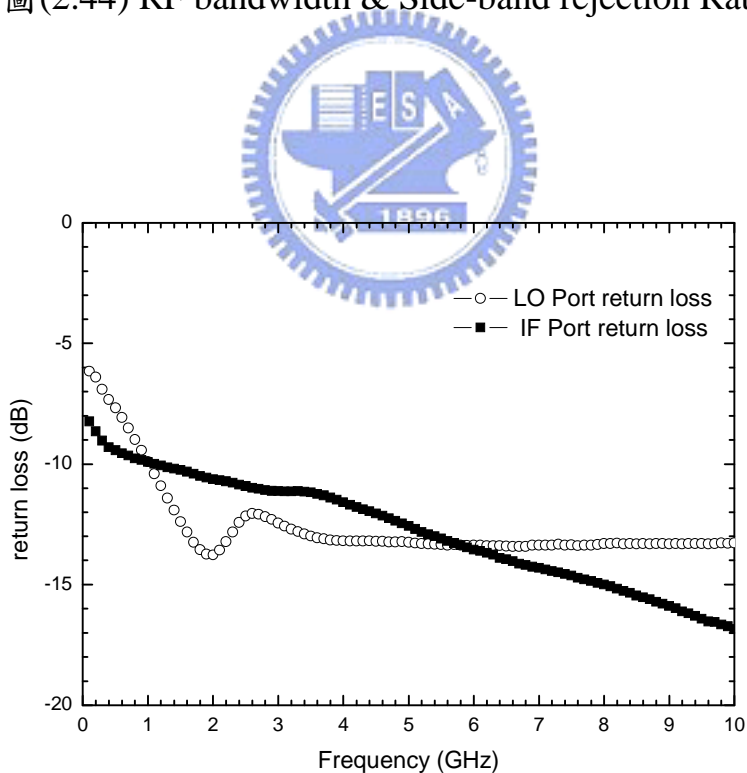 圖(2.44) RF bandwidth & Side-band rejection
ES
A
1896
LO Port return loss
IF Port return loss
return loss (dB)
0
-5
-10
-15
-20
0 1 2 3 4 5 6 7 8 9 10
Frequency (GHz)